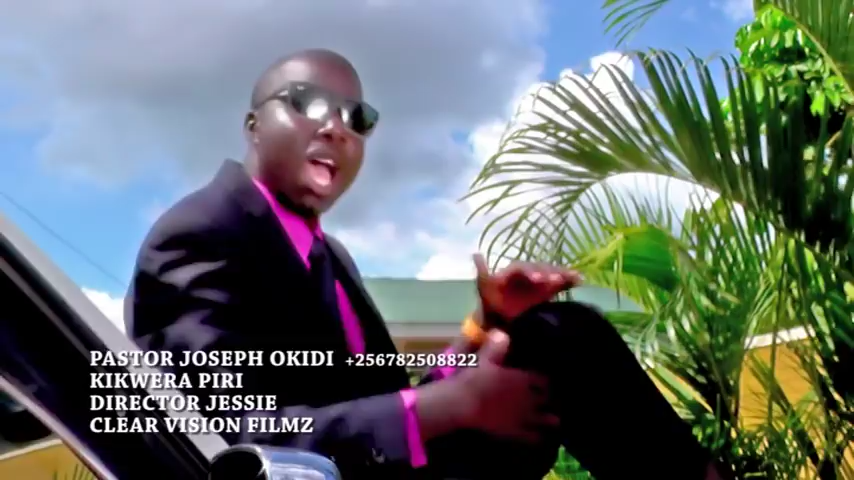 PASTOR JOSEPH OKIDI +256782508822
KIKWERA PIRI
DIRECTOR JESSIE
CLEAR VISION FILMZ